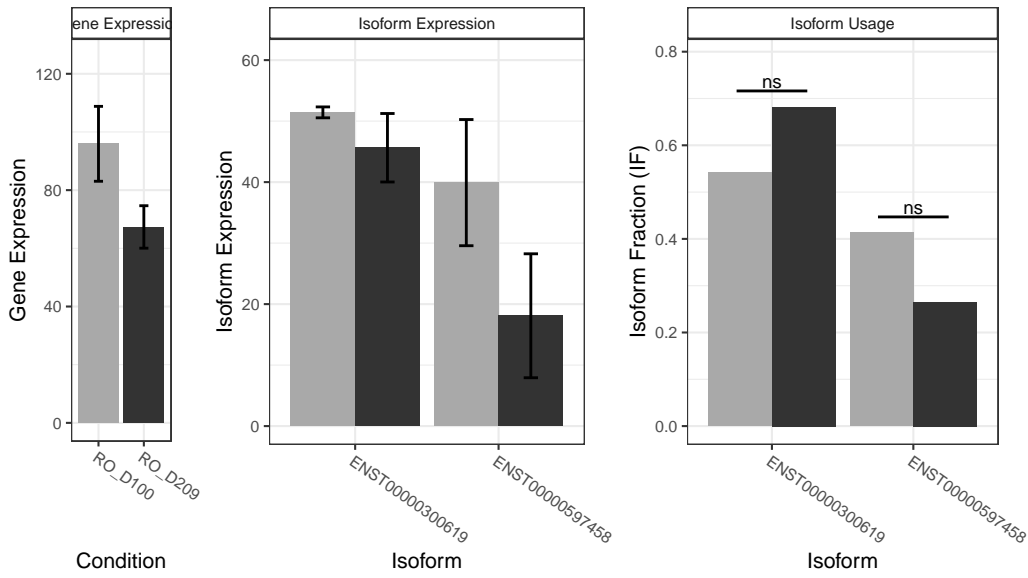 ene Expressio
Gene Expression
120
80
40
0
RO_D100
RO_D209
Condition
Isoform Expression
Isoform Expression
60
40
20
0
ENST00000300619
ENST00000597458
Isoform
Isoform Usage
Isoform Fraction (IF)
0.8
0.6
0.4
0.2
0.0
ns
ns
ENST00000300619
ENST00000597458
Isoform